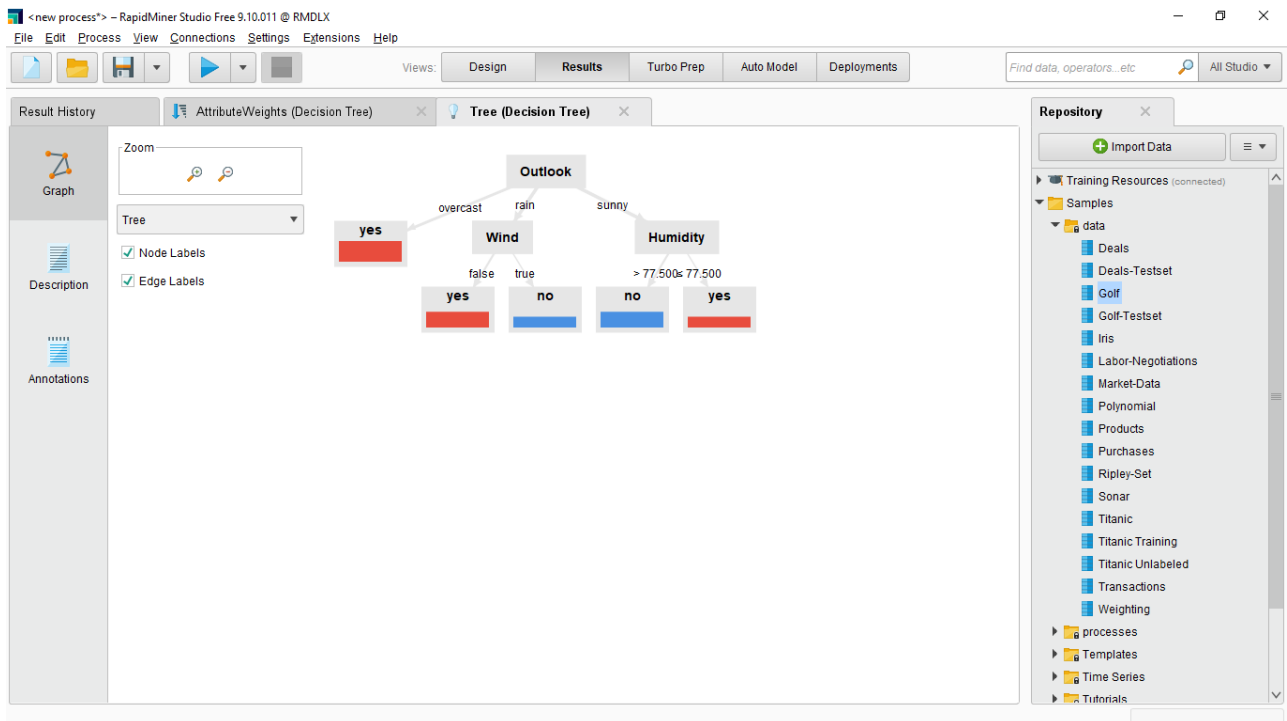 <new process*> – RapidMiner Studio Free 9.10.011 @ RMDLX
File Edit Process View Connections Settings Extensions Help
Views: Design Results Turbo Prep Auto Model Deployments
Find data, operators...etc
All Studio
Result History
AttributeWeights (Decision Tree)
Tree (Decision Tree)
Repository
Graph
Description
Annotations
Zoom
Tree
Node Labels
Edge Labels
Outlook
overcast rain sunny
yes Wind Humidity
false true > 77.500 ≤ 77.500
yes no no yes
Import Data
Training Resources (connected)
Samples
data
Deals
Deals-Testset
Golf
Golf-Testset
Iris
Labor-Negotiations
Market-Data
Polynomial
Products
Purchases
Ripley-Set
Sonar
Titanic
Titanic Training
Titanic Unlabeled
Transactions
Weighting
processes
Templates
Time Series
Tutorials